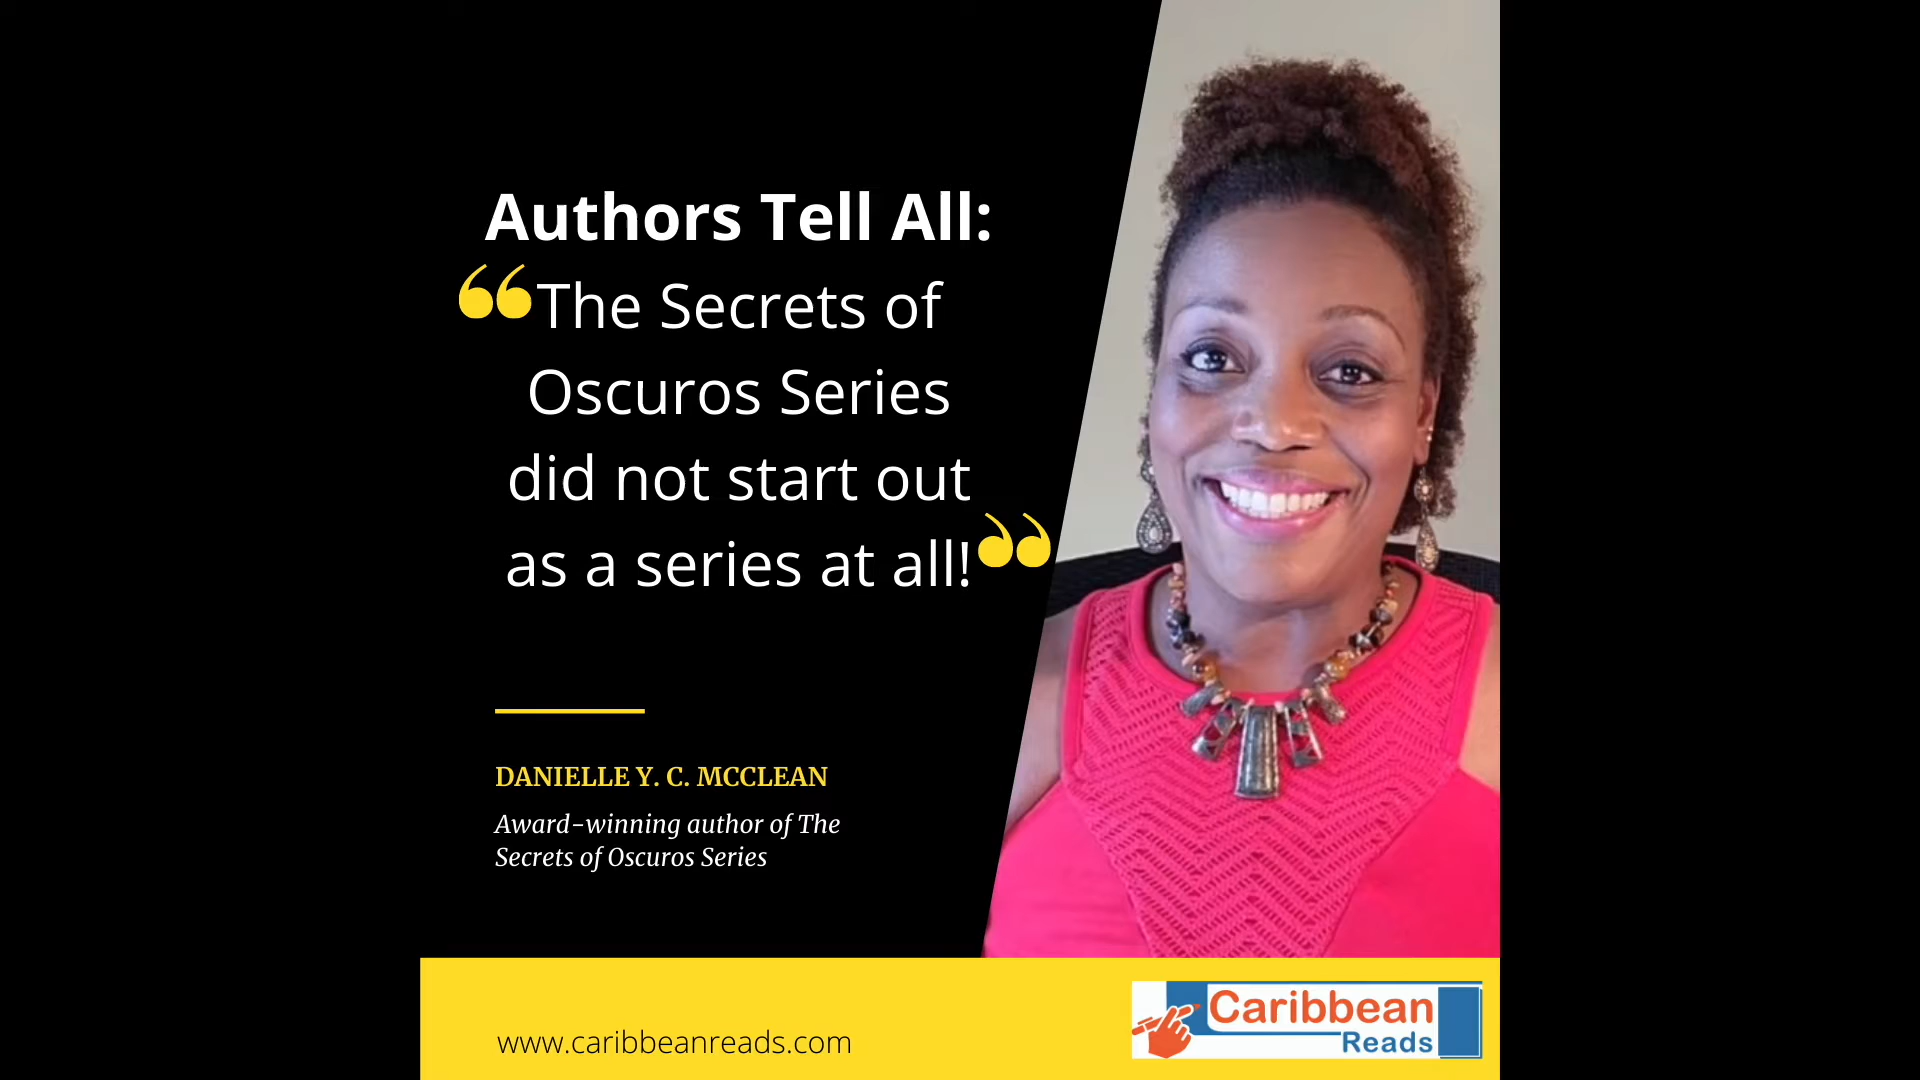 Authors Tell All:
“The Secrets of
Oscuros Series
did not start out
as a series at all!”
DANIELLE Y. C. MCCLEAN
Award-winning author of The
Secrets of Oscuros Series
www.caribbeanreads.com
Caribbean
Reads